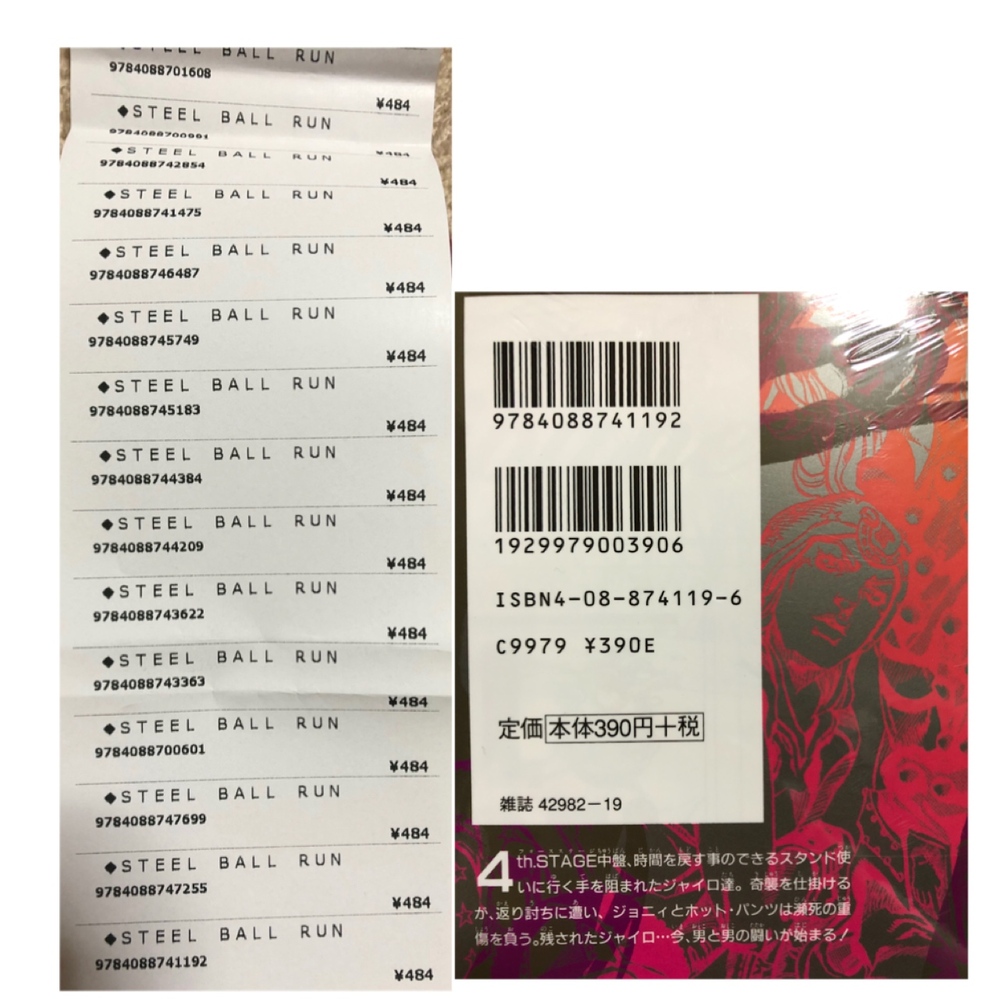 STEEL BALL RUN
9784088701608
¥484
◆STEEL BALL RUN
9784088700991
¥484
◆STEEL BALL RUN
9784088742854
¥484
◆STEEL BALL RUN
9784088741475
¥484
◆STEEL BALL RUN
9784088746487
¥484
◆STEEL BALL RUN
9784088745749
¥484
◆STEEL BALL RUN
9784088745183
¥484
◆STEEL BALL RUN
9784088744384
¥484
◆STEEL BALL RUN
9784088744209
¥484
◆STEEL BALL RUN
9784088743622
¥484
◆STEEL BALL RUN
9784088743363
¥484
◆STEEL BALL RUN
9784088700601
¥484
◆STEEL BALL RUN
9784088747699
¥484
◆STEEL BALL RUN
9784088747255
¥484
◆STEEL BALL RUN
9784088741192
¥484
9784088741192
1929979003906
ISBN4-08-874119-6
C9979 ¥390E
定価 本体390円+税
雑誌 42982-19
4th.STAGE中盤、時間を戻す事のできるスタンド使
いに行く手を阻まれたジャイロ達。奇襲を仕掛ける
が、返り討ちに遭い、ジョニィとホット・パンツは瀕死の重
傷を負う。残されたジャイロ…今、男と男の闘いが始まる!